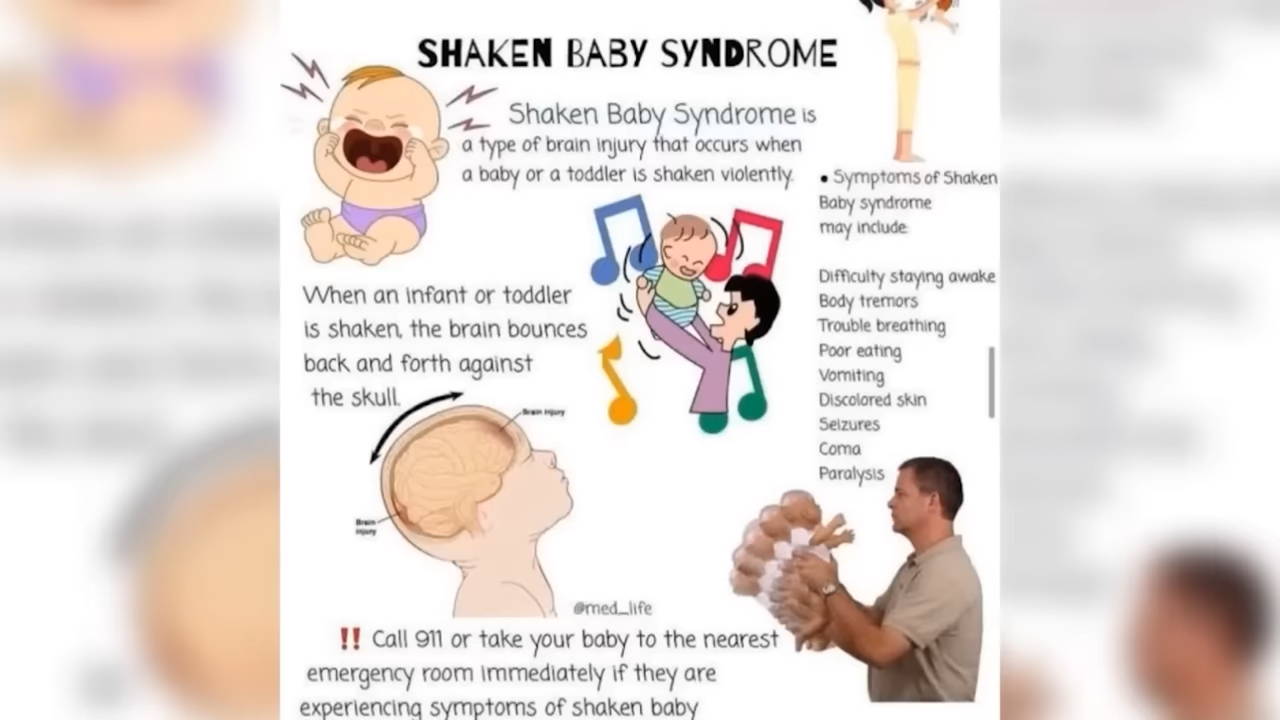 SHAKEN BABY SYNDROME
Shaken Baby Syndrome is
a type of brain injury that occurs when
a baby or a toddler is shaken violently.
When an infant or toddler
is shaken, the brain bounces
back and forth against
the skull.
Brain injury
Brain
injury
• Symptoms of Shaken
Baby syndrome
may include:
Difficulty staying awake
Body tremors
Trouble breathing
Poor eating
Vomiting
Discolored skin
Seizures
Coma
Paralysis
@med_life
‼️ Call 911 or take your baby to the nearest
emergency room immediately if they are
experiencing symptoms of shaken baby